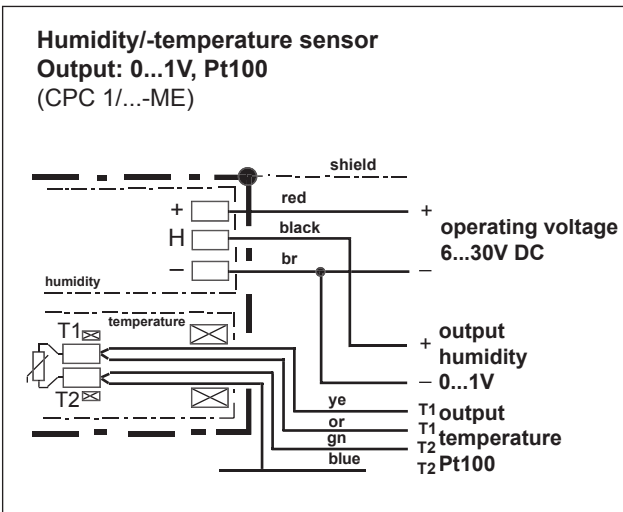 Humidity/-temperature sensor
Output: 0...1V, Pt100
(CPC 1/...-ME)
shield
red
+
+
operating voltage
black
H
6...30V DC
br
–
–
humidity
temperature
T1
+ output
humidity
– 0...1V
T2
ye
T1 output
or
T1
gn
T2 temperature
blue
T2 Pt100